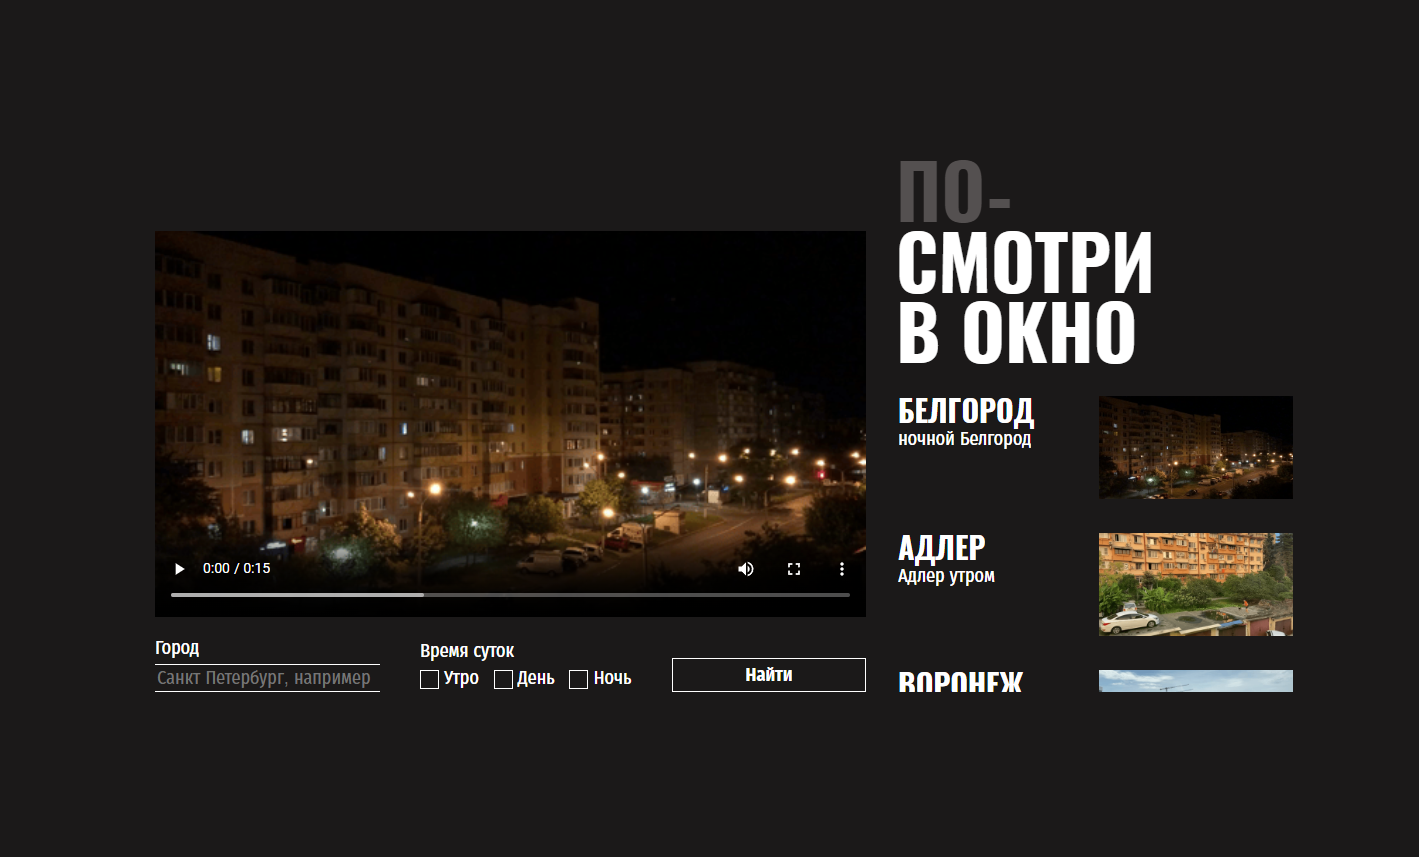 ПО-
СМОТРИ
В ОКНО
0:00 / 0:15
Город
Санкт Петербург, например
Время суток
Утро
День
Ночь
Найти
БЕЛГОРОД
ночной Белгород
АДЛЕР
Адлер утром
ВОРОНЕЖ